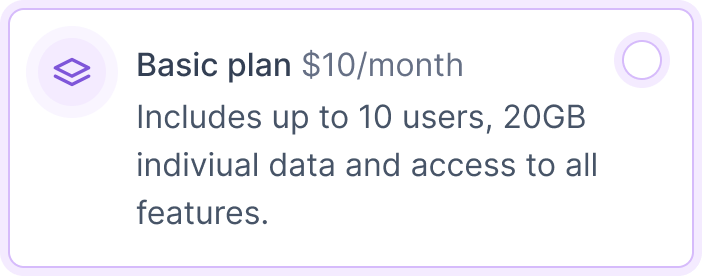 Basic plan $10/month
Includes up to 10 users, 20GB
indiviual data and access to all
features.